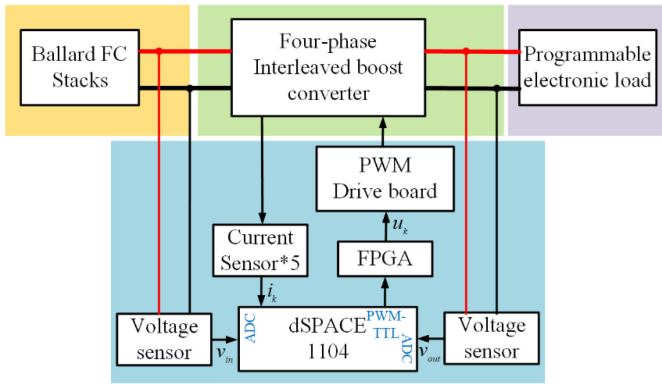 Ballard FC
Stacks
Four-phase
Interleaved boost
converter
Programmable
electronic load
PWM
Drive board
u_k
Current
Sensor*5
FPGA
i_k
Voltage
sensor
v_in
ADC
dSPACE
1104
PWM-
TTL
ADC
v_out
Voltage
sensor